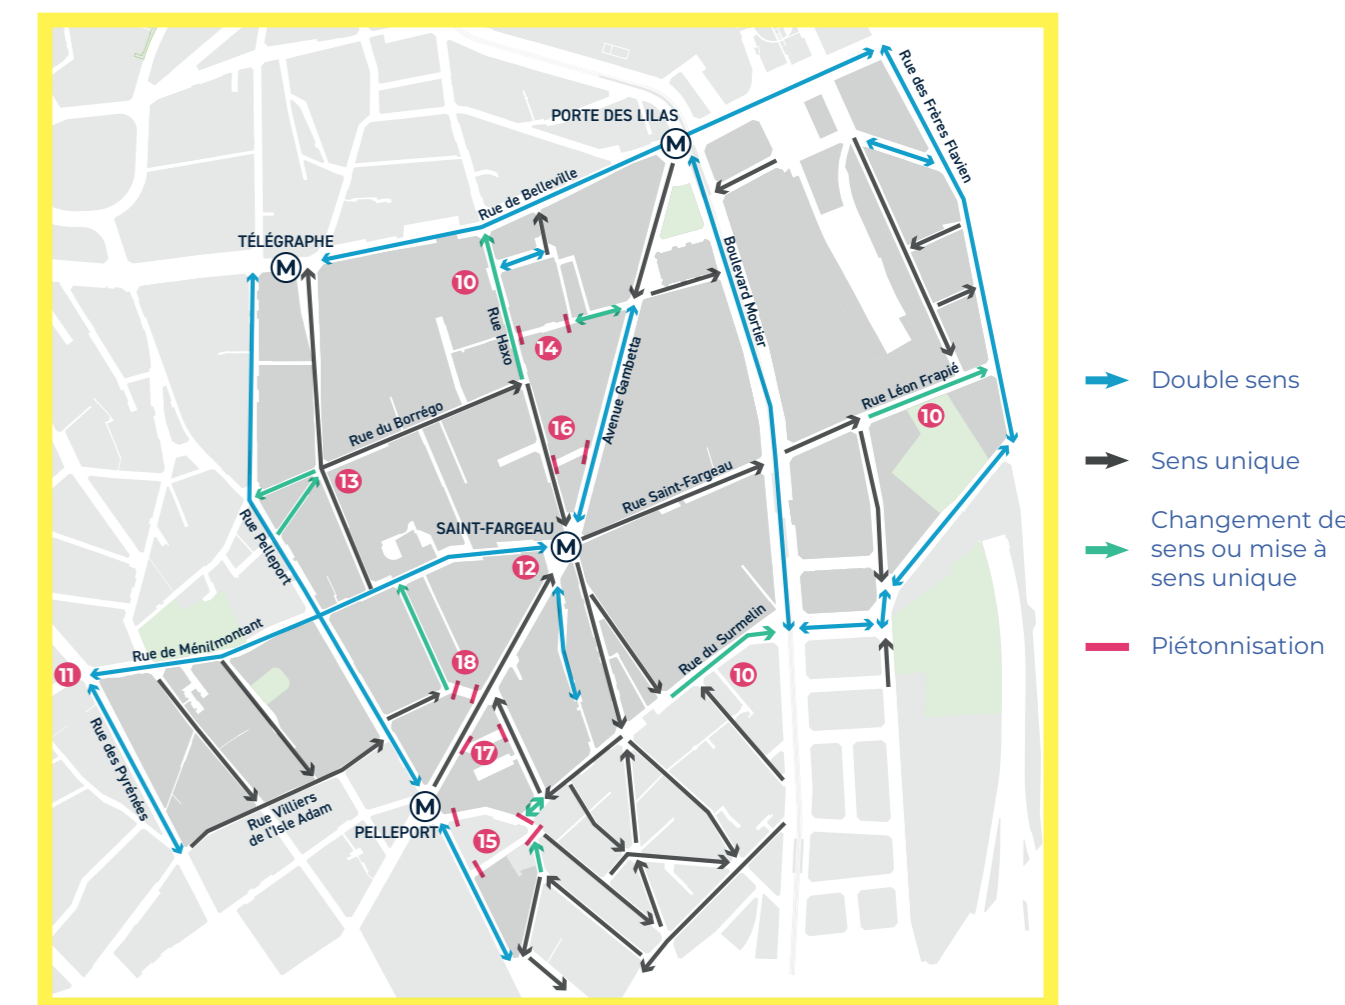 PORTE DES LILAS
M
Rue des Frères Flavien
Rue de Belleville
TÉLÉGRAPHE
M
10
Boulevard Mortier
Rue Haxo
14
Avenue Gambetta
Rue Léon Frapié
10
Rue du Borrégo
16
13
Rue Saint-Fargeau
Rue Pelleport
SAINT-FARGEAU
M
12
Rue de Ménilmontant
11
18
Rue du Surmelin
10
Rue des Pyrénées
17
Rue Villiers
de l'Isle Adam
M
PELLEPORT
15
Double sens
Sens unique
Changement de
sens ou mise à
sens unique
Piétonnisation